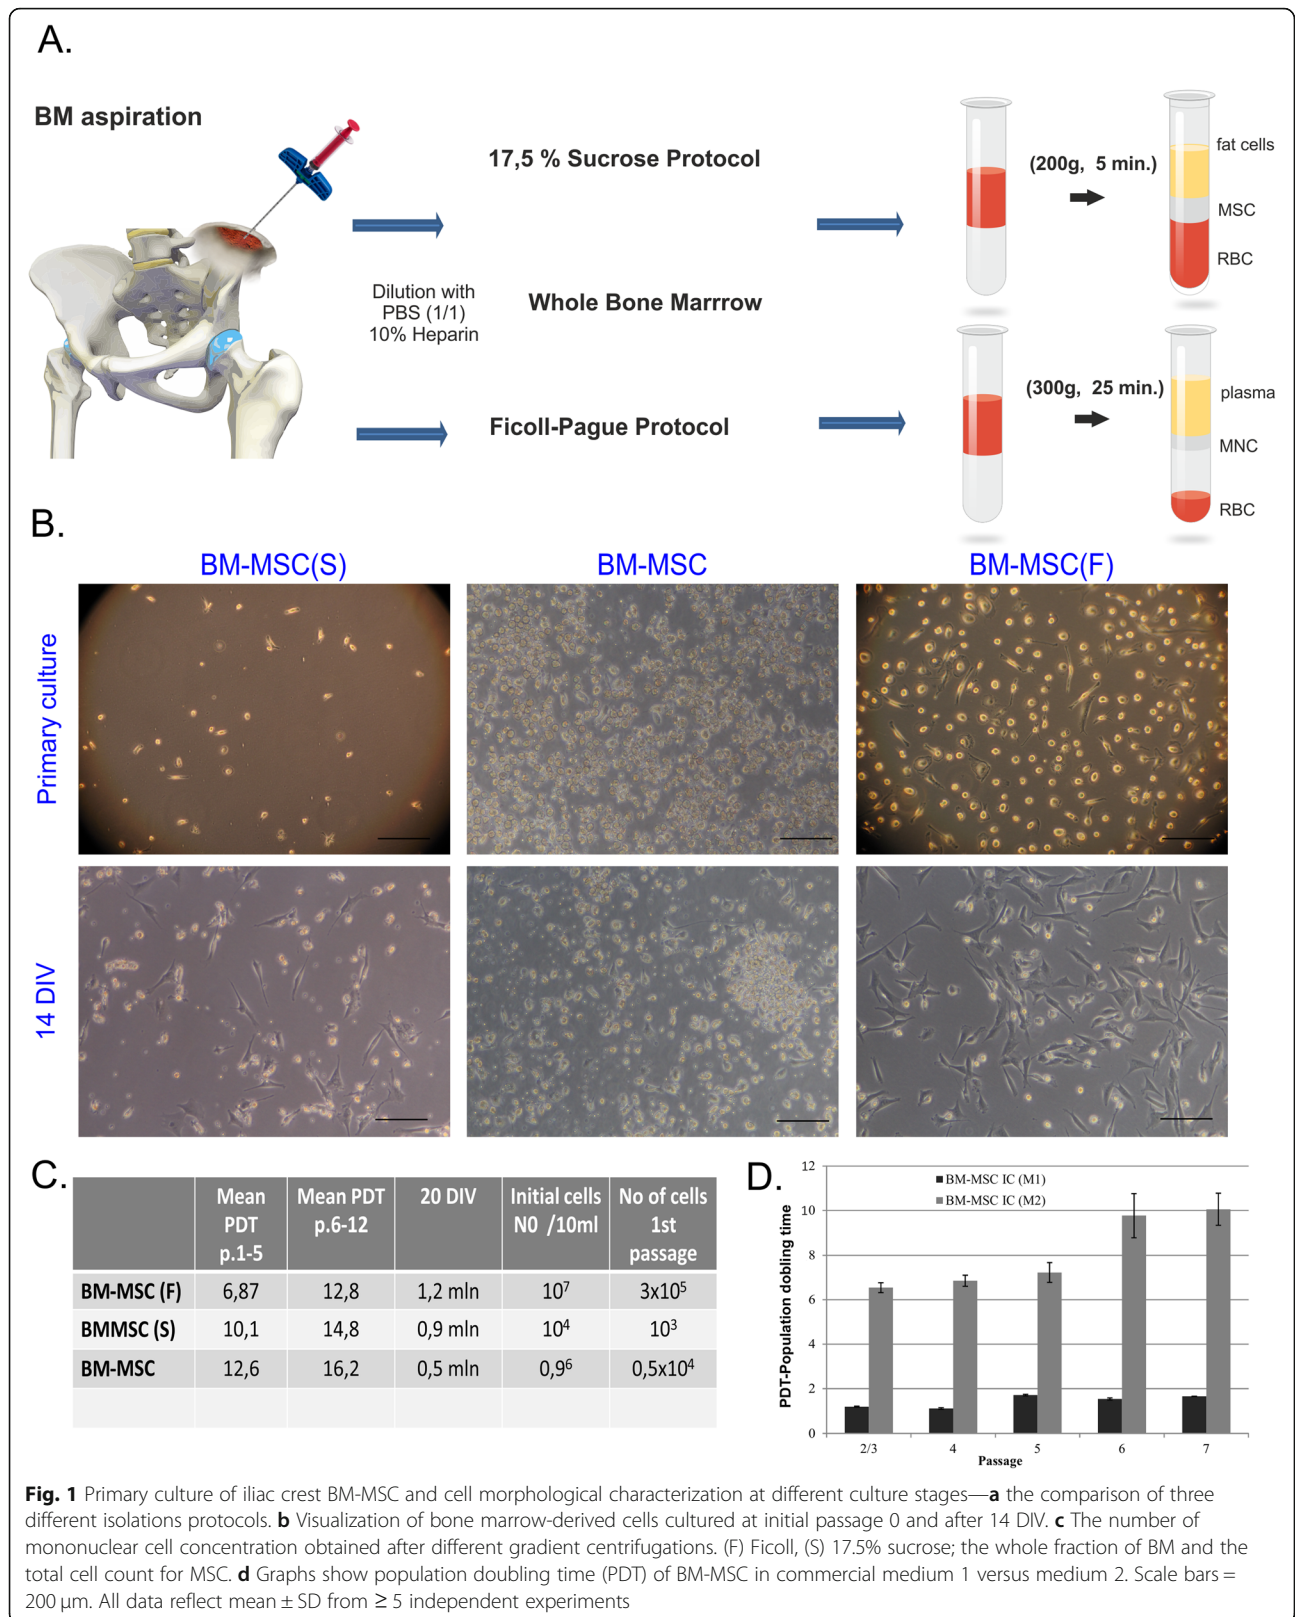 A.
BM aspiration
17,5 % Sucrose Protocol
(200g, 5 min.)
fat cells
MSC
RBC
Dilution with
PBS (1/1)
10% Heparin
Whole Bone Marrrow
Ficoll-Pague Protocol
(300g, 25 min.)
plasma
MNC
RBC
B.
BM-MSC(S) BM-MSC BM-MSC(F)
Primary culture
14 DIV
C.
Mean PDT p.1-5 Mean PDT p.6-12 20 DIV Initial cells N0 /10ml No of cells 1st passage
BM-MSC (F) 6,87 12,8 1,2 mln 10⁷ 3x10⁵
BMMSC (S) 10,1 14,8 0,9 mln 10⁴ 10³
BM-MSC 12,6 16,2 0,5 mln 0,9⁶ 0,5x10⁴
D.
BM-MSC IC (M1)
BM-MSC IC (M2)
PDT-Population dobling time
12
10
8
6
4
2
0
2/3 4 5 6 7
Passage
Fig. 1 Primary culture of iliac crest BM-MSC and cell morphological characterization at different culture stages—a the comparison of three
different isolations protocols. b Visualization of bone marrow-derived cells cultured at initial passage 0 and after 14 DIV. c The number of
mononuclear cell concentration obtained after different gradient centrifugations. (F) Ficoll, (S) 17.5% sucrose; the whole fraction of BM and the
total cell count for MSC. d Graphs show population doubling time (PDT) of BM-MSC in commercial medium 1 versus medium 2. Scale bars =
200 μm. All data reflect mean ± SD from ≥ 5 independent experiments